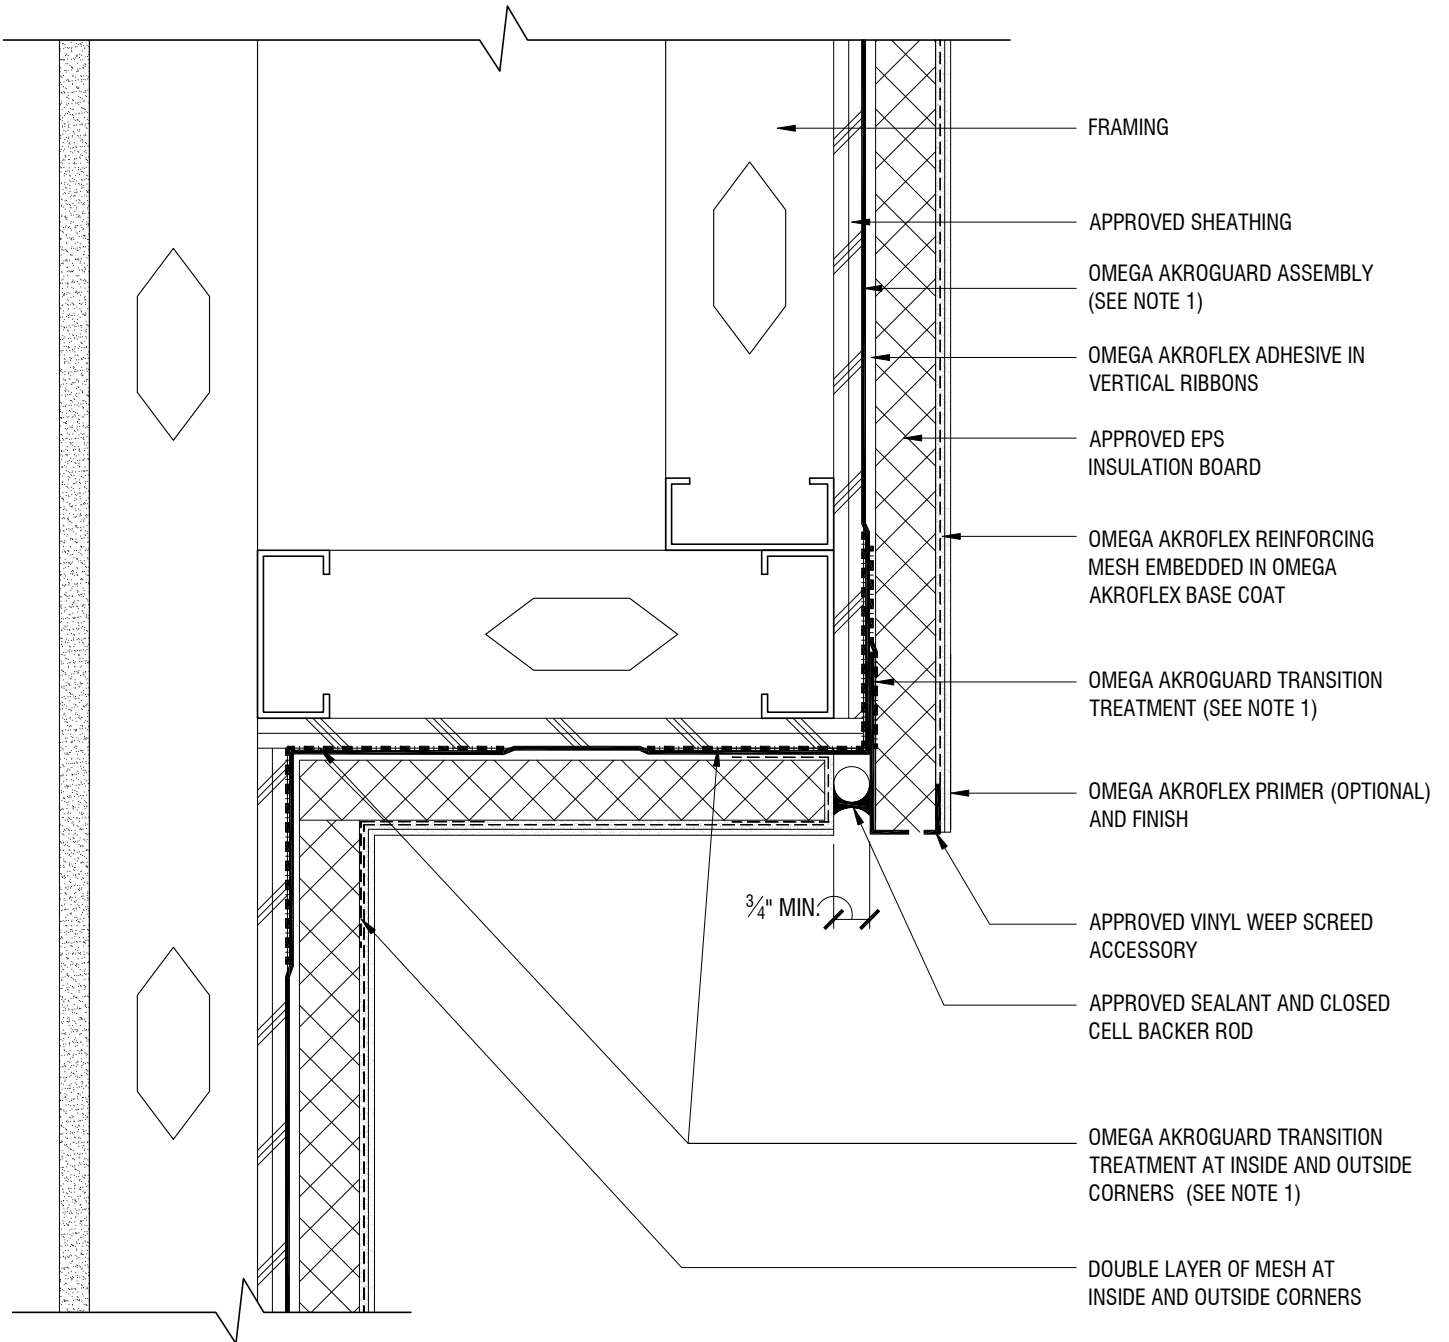 FRAMING
APPROVED SHEATHING
OMEGA AKROGUARD ASSEMBLY
(SEE NOTE 1)
OMEGA AKROFLEX ADHESIVE IN
VERTICAL RIBBONS
APPROVED EPS
INSULATION BOARD
OMEGA AKROFLEX REINFORCING
MESH EMBEDDED IN OMEGA
AKROFLEX BASE COAT
OMEGA AKROGUARD TRANSITION
TREATMENT (SEE NOTE 1)
OMEGA AKROFLEX PRIMER (OPTIONAL)
AND FINISH
3/4" MIN.
APPROVED VINYL WEEP SCREED
ACCESSORY
APPROVED SEALANT AND CLOSED
CELL BACKER ROD
OMEGA AKROGUARD TRANSITION
TREATMENT AT INSIDE AND OUTSIDE
CORNERS (SEE NOTE 1)
DOUBLE LAYER OF MESH AT
INSIDE AND OUTSIDE CORNERS